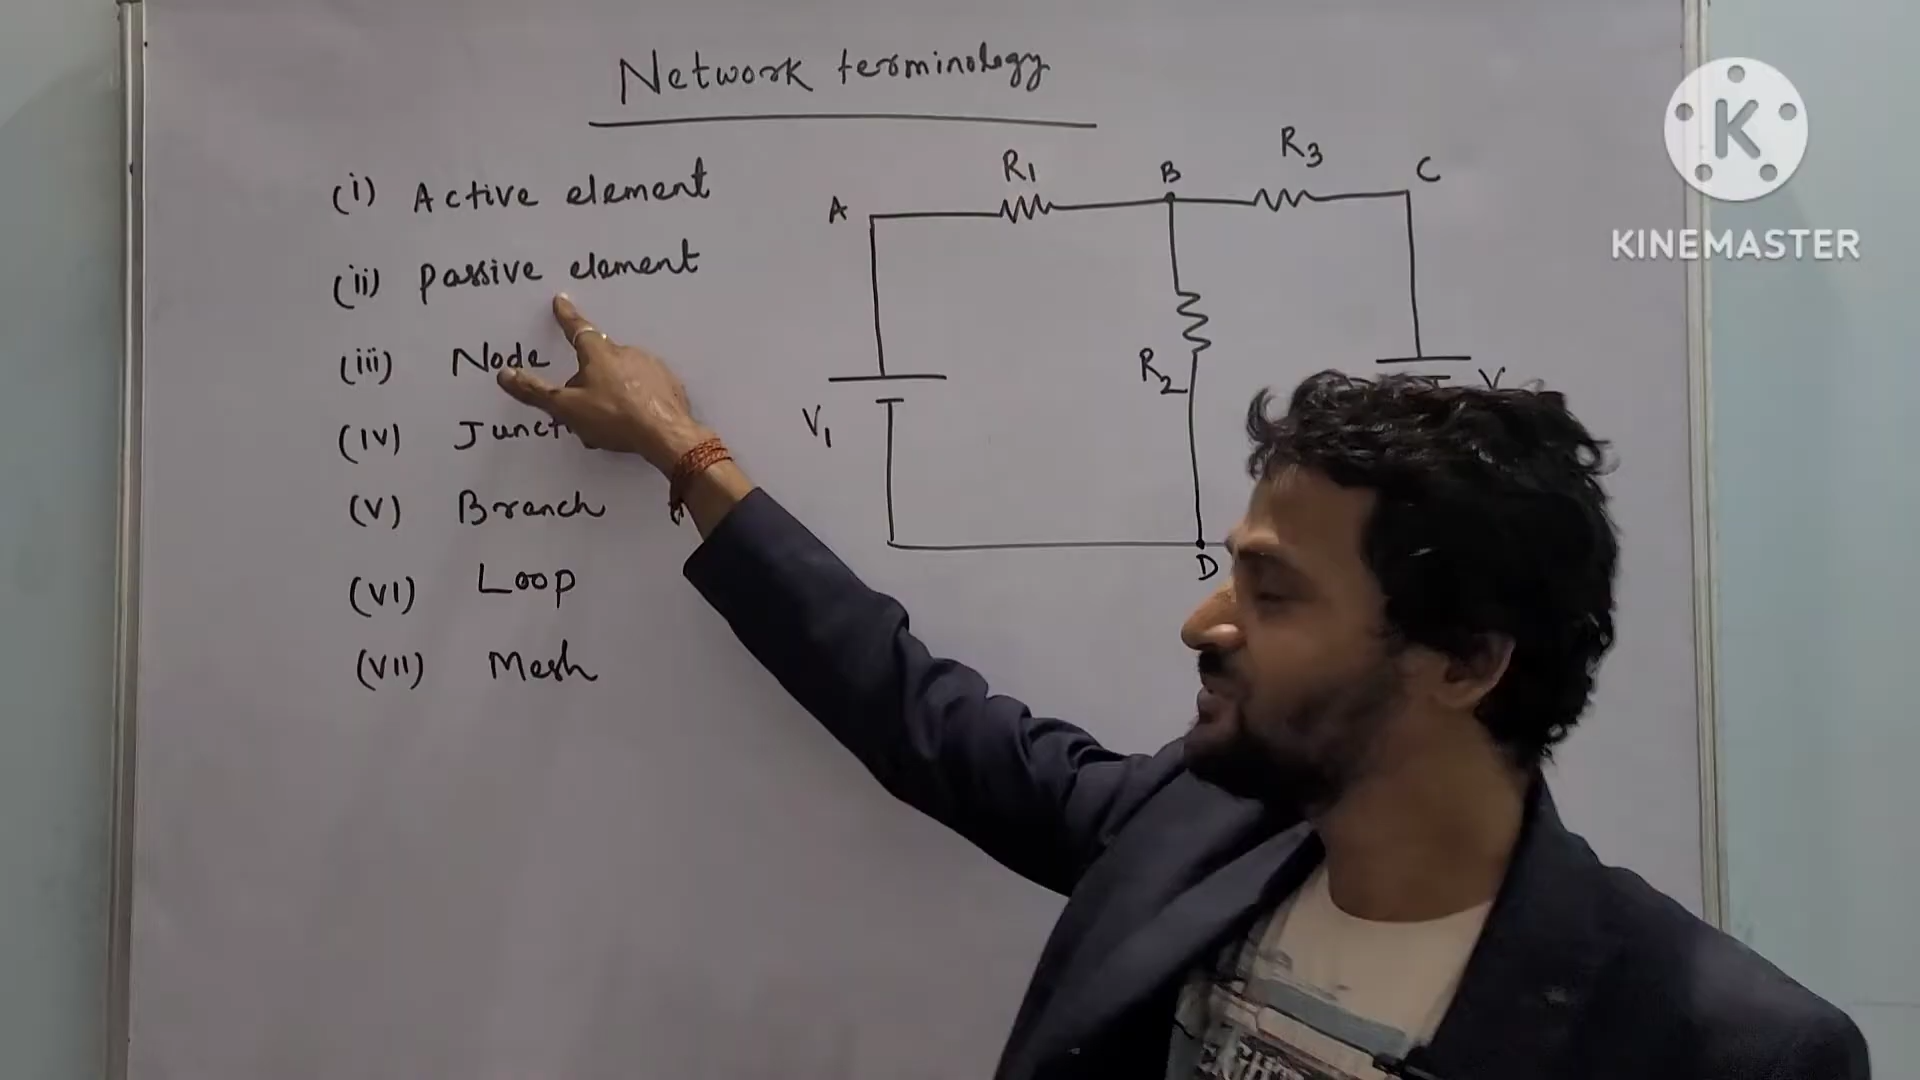 Network terminology
(i) Active element
(ii) Passive element
(iii) Node
(iv)
(v) Branch
(vi) Loop
(vii) Mesh
A
R1
B
R3
C
V1
R2
V
D
K
KINEMASTER